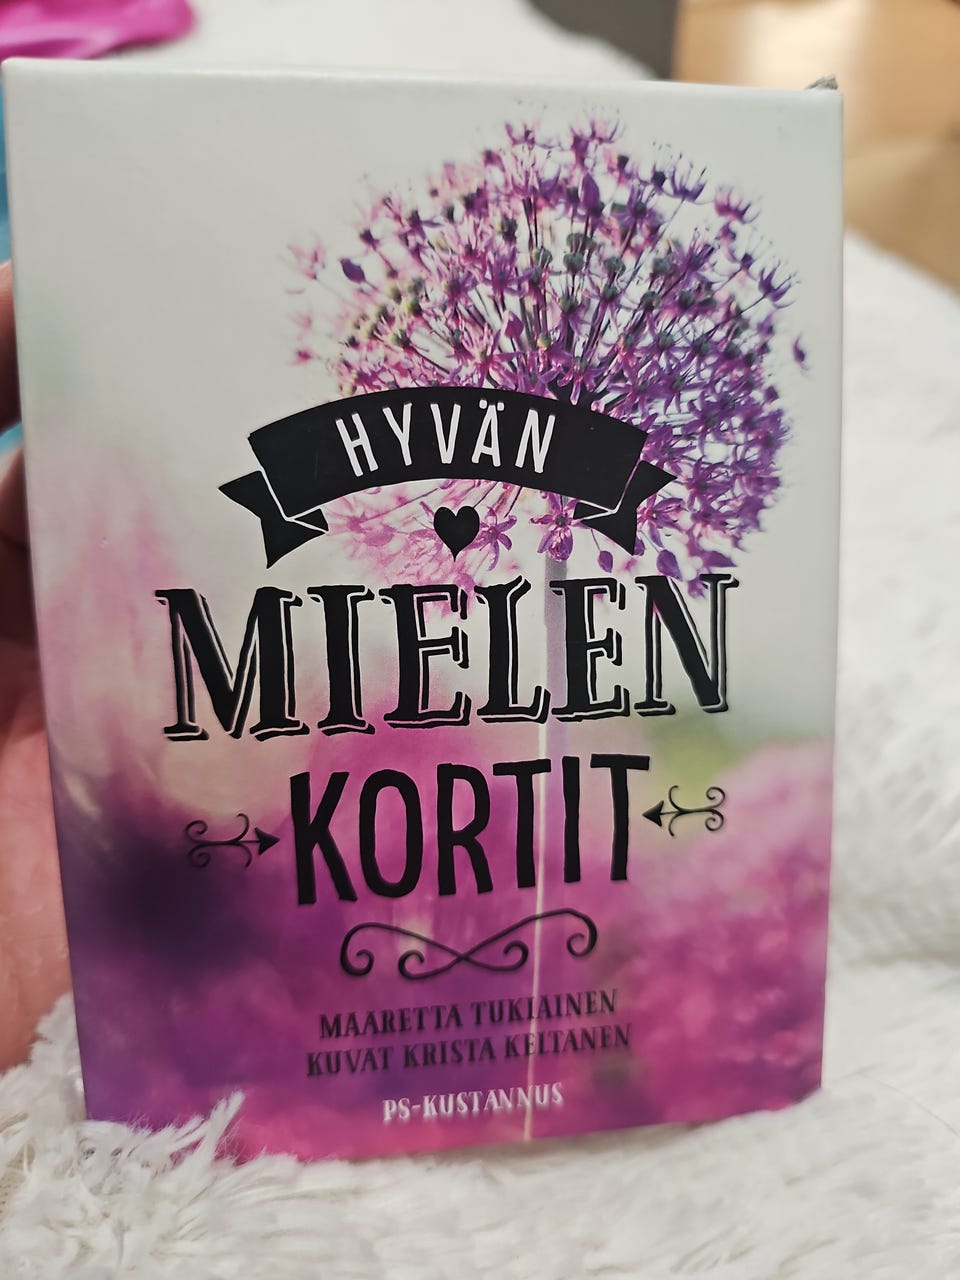 HYVÄN
MIELEN
KORTIT
MAARETTA TUKIAINEN
KUVAT KRISTA KELTANEN
PS-KUSTANNUS